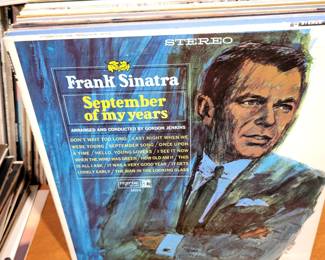 STEREO
Frank Sinatra
September
of my years
ARRANGED AND CONDUCTED BY GORDON JENKINS
DON'T WAIT TOO LONG / LAST NIGHT WHEN WE
WERE YOUNG / SEPTEMBER SONG / ONCE UPON
A TIME / HELLO, YOUNG LOVERS / I SEE IT NOW
WHEN THE WIND WAS GREEN / HOW OLD AM I? / THIS
IS ALL I ASK / IT WAS A VERY GOOD YEAR / IT GETS
LONELY EARLY / THE MAN IN THE LOOKING GLASS
reprise